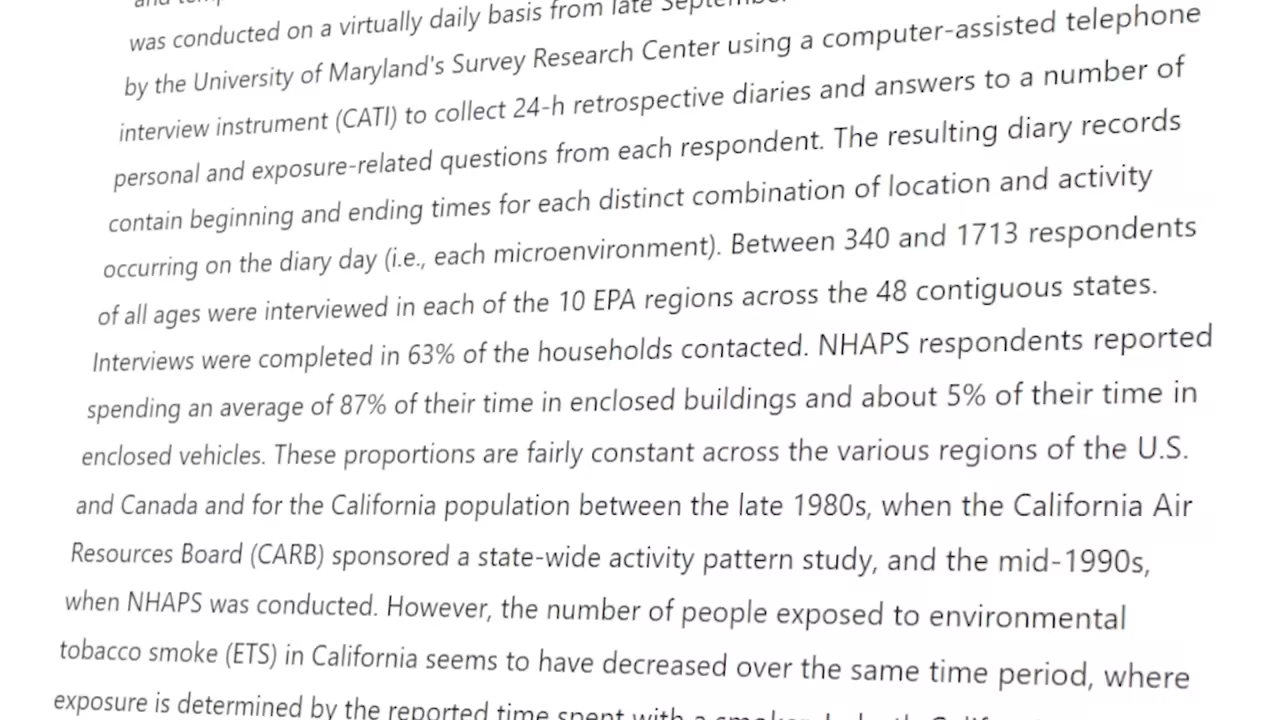 was conducted on a virtually daily basis from late September
by the University of Maryland's Survey Research Center using a computer-assisted telephone
interview instrument (CATI) to collect 24-h retrospective diaries and answers to a number of
personal and exposure-related questions from each respondent. The resulting diary records
contain beginning and ending times for each distinct combination of location and activity
occurring on the diary day (i.e., each microenvironment). Between 340 and 1713 respondents
of all ages were interviewed in each of the 10 EPA regions across the 48 contiguous states.
Interviews were completed in 63% of the households contacted. NHAPS respondents reported
spending an average of 87% of their time in enclosed buildings and about 5% of their time in
enclosed vehicles. These proportions are fairly constant across the various regions of the U.S.
and Canada and for the California population between the late 1980s, when the California Air
Resources Board (CARB) sponsored a state-wide activity pattern study, and the mid-1990s,
when NHAPS was conducted. However, the number of people exposed to environmental
tobacco smoke (ETS) in California seems to have decreased over the same time period, where
exposure is determined by the reported time spent with a smoker.